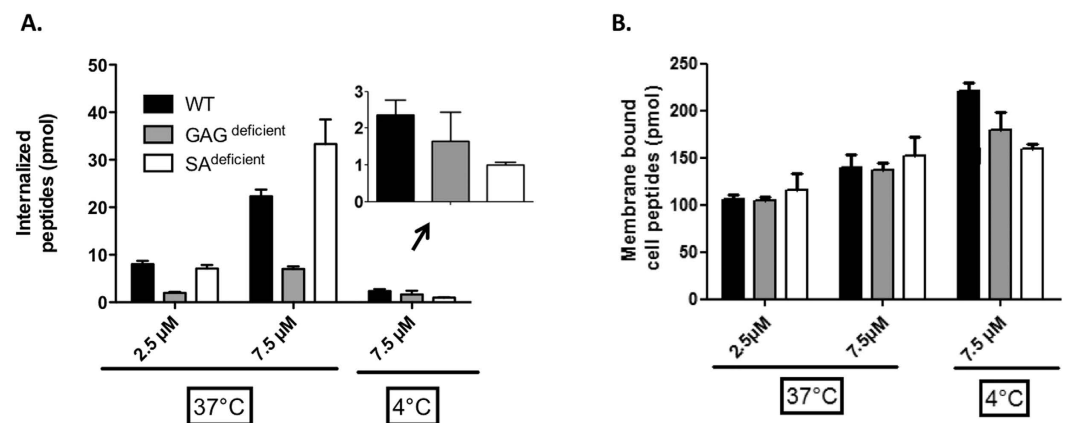 A.
Internalized
peptides (pmol)
50
40
30
20
10
0
WT
GAG deficient
SA deficient
3
2
1
0
2.5 µM
7.5 µM
7.5 µM
37°C
4°C
B.
Membrane bound
cell peptides (pmol)
250
200
150
100
50
0
2.5µM
7.5µM
7.5 µM
37°C
4°C